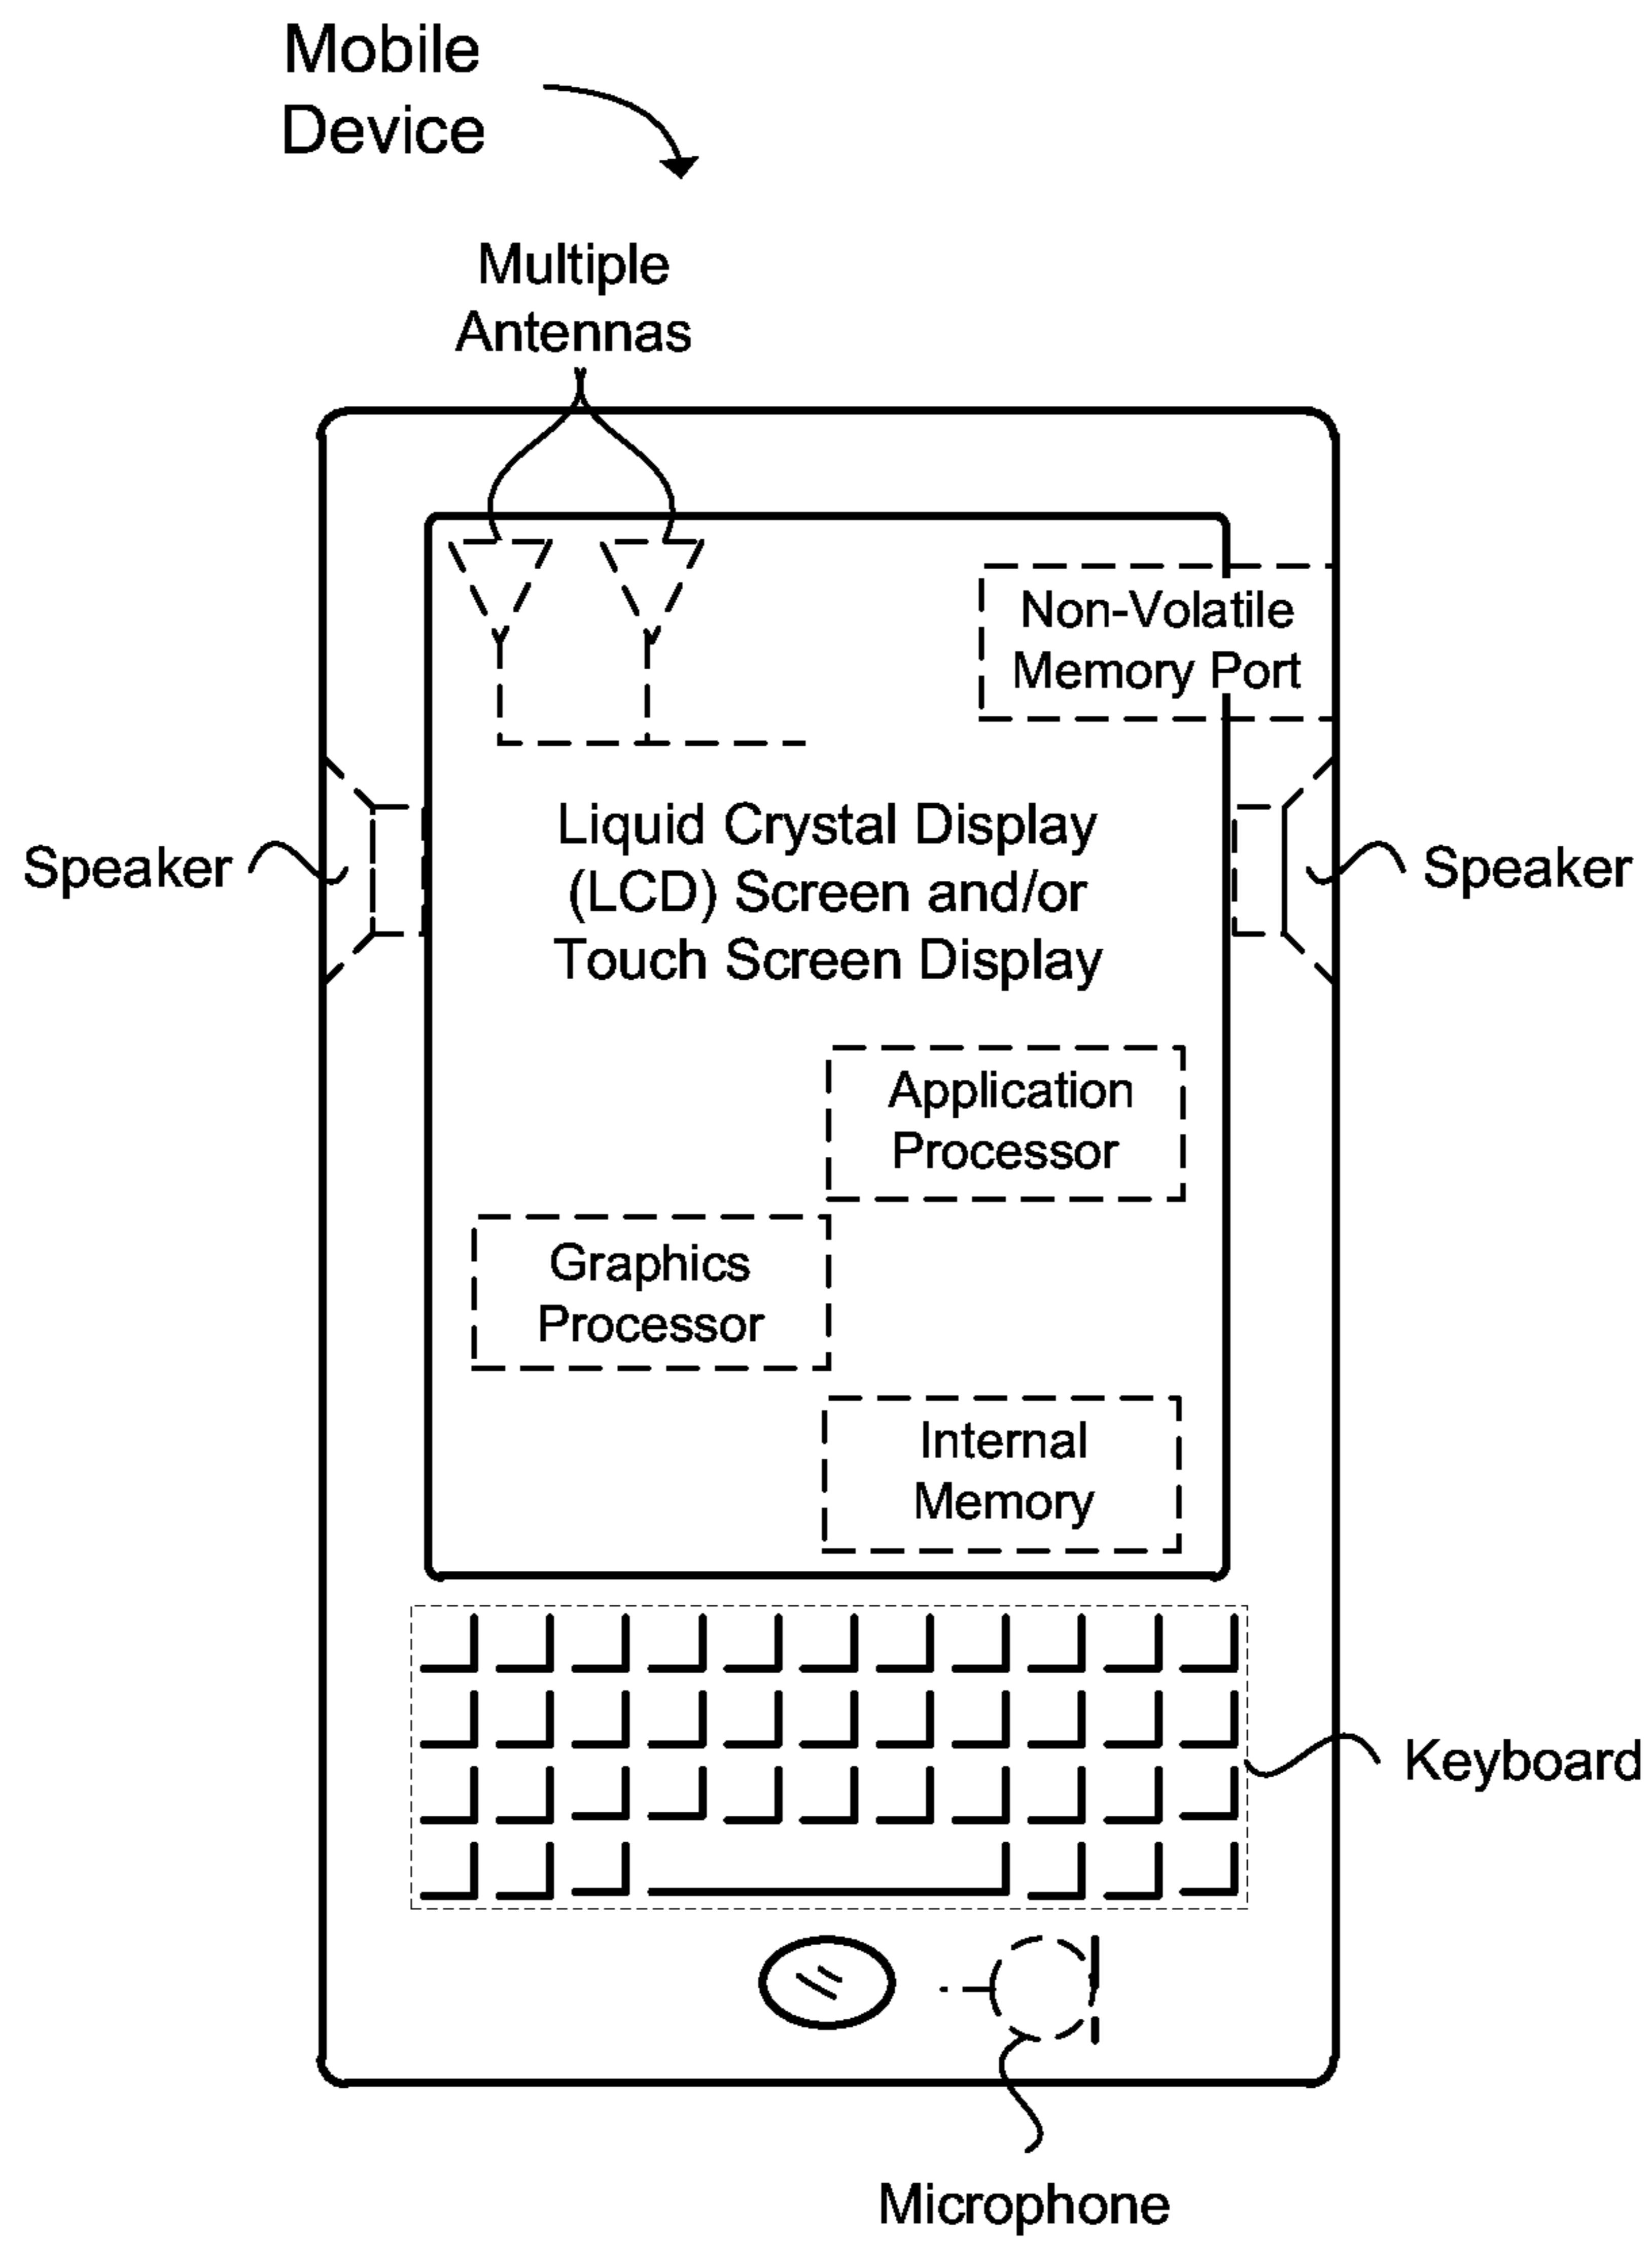 Mobile
Device
Multiple
Antennas
Non-Volatile
Memory Port
Speaker
Liquid Crystal Display
(LCD) Screen and/or
Touch Screen Display
Speaker
Application
Processor
Graphics
Processor
Internal
Memory
Keyboard
Microphone